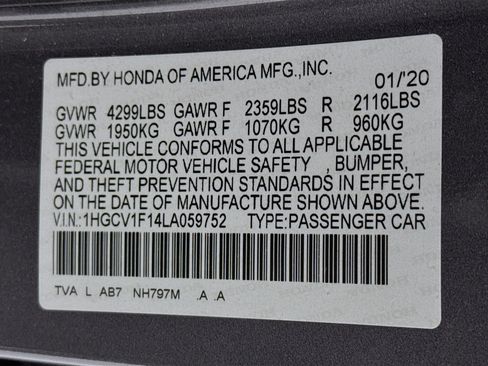 MFD.BY HONDA OF AMERICA MFG.,INC. 01/'20
GVWR 4299LBS GAWR F 2359LBS R 2116LBS
GVWR 1950KG GAWR F 1070KG R 960KG
THIS VEHICLE CONFORMS TO ALL APPLICABLE
FEDERAL MOTOR VEHICLE SAFETY , BUMPER,
AND THEFT PREVENTION STANDARDS IN EFFECT
ON THE DATE OF MANUFACTURE SHOWN ABOVE.
V.I.N.:1HGCV1F14LA059752 TYPE:PASSENGER CAR
TVA L AB7 NH797M .A .A